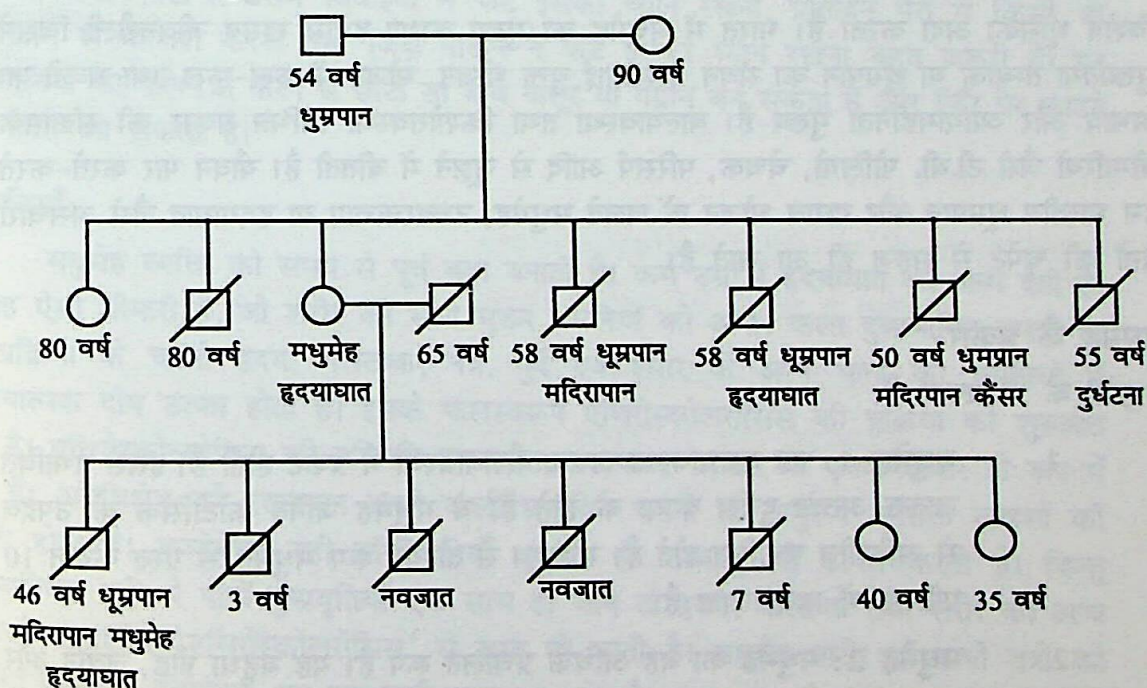 54 वर्ष
धुम्रपान
90 वर्ष
80 वर्ष
80 वर्ष
मधुमेह
हृदयाघात
65 वर्ष
58 वर्ष धूम्रपान
मदिरापान
58 वर्ष धूम्रपान
हृदयाघात
50 वर्ष धुमप्रान
मदिरपान कैंसर
55 वर्ष
दुर्धटना
46 वर्ष धूम्रपान
मदिरापान मधुमेह
हृदयाघात
3 वर्ष
नवजात
नवजात
7 वर्ष
40 वर्ष
35 वर्ष